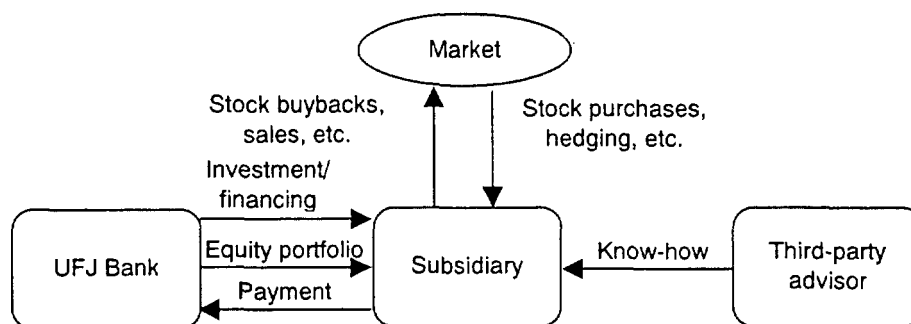 Market
Stock buybacks,
sales, etc.
Stock purchases,
hedging, etc.
Investment/
financing
UFJ Bank
Equity portfolio
Payment
Subsidiary
Know-how
Third-party
advisor